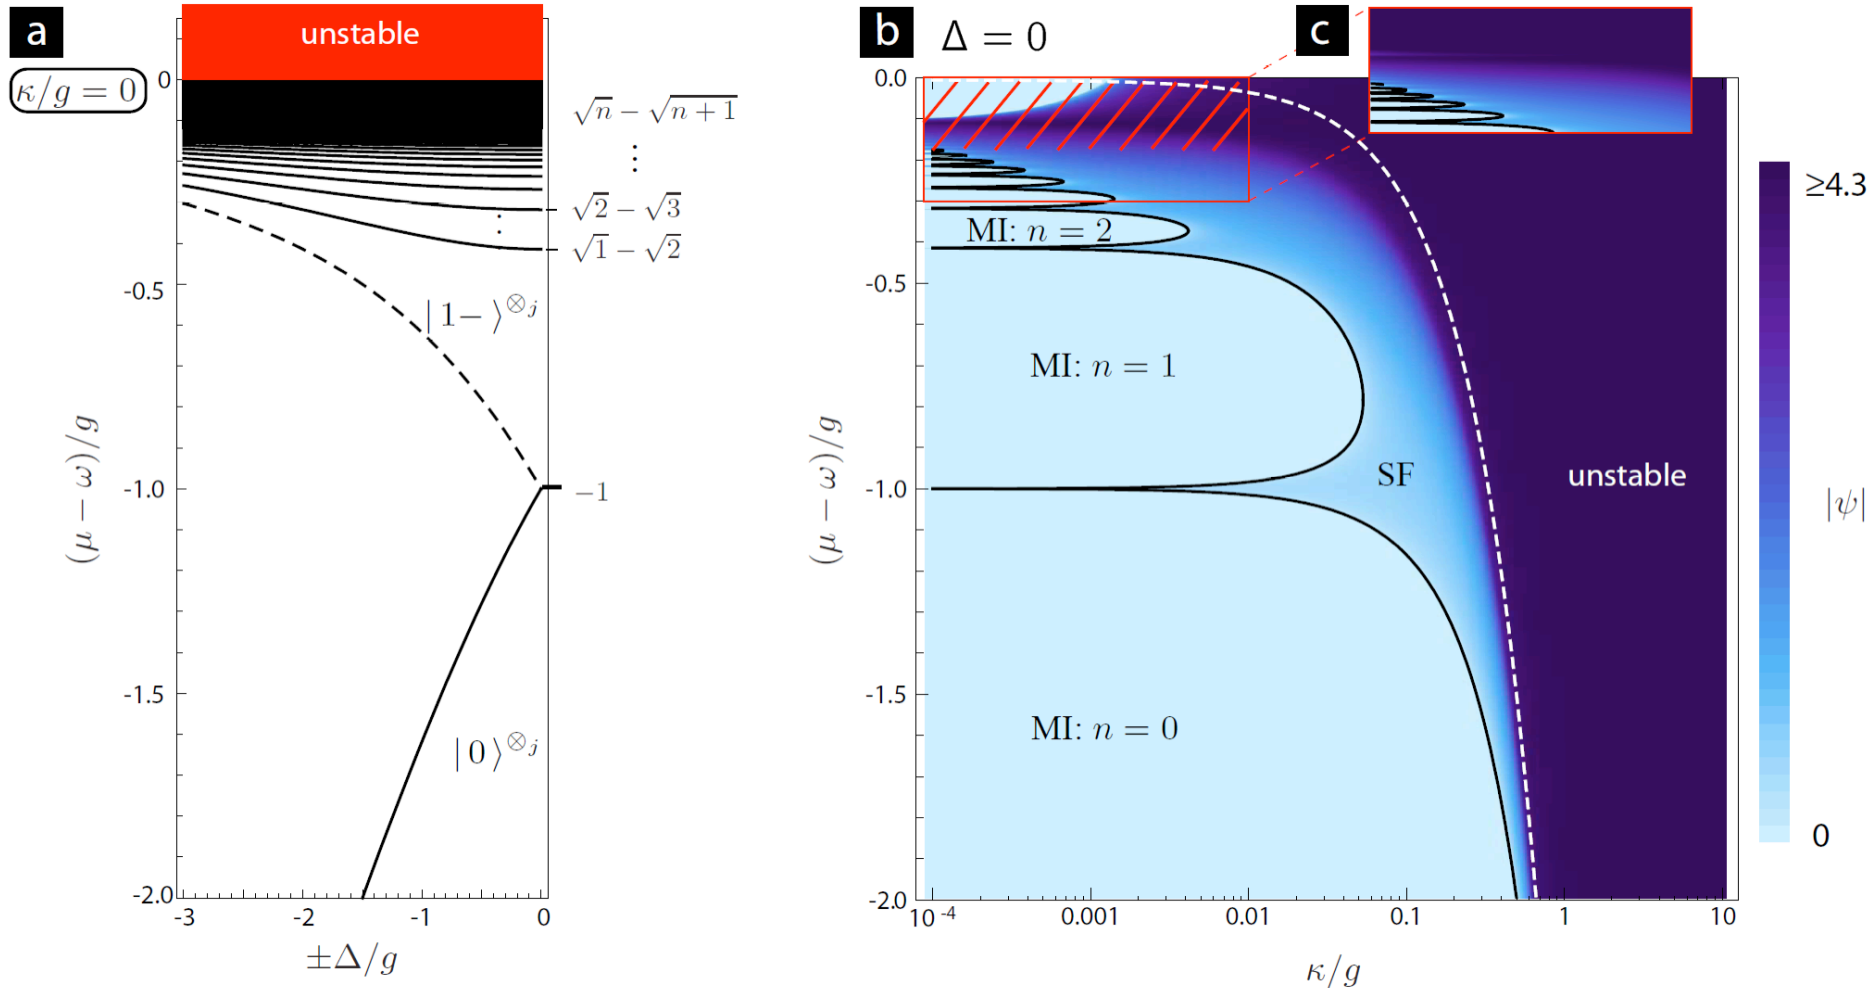 a
unstable
κ/g = 0
0
-0.5
-1.0
-1.5
-2.0
(μ − ω)/g
√n − √n+1
⋮
√2 − √3
⋮
√1 − √2
| 1− ⟩⊗j
−1
| 0 ⟩⊗j
-3
-2
-1
0
±Δ/g
b
Δ = 0
c
0.0
-0.5
-1.0
-1.5
-2.0
(μ − ω)/g
MI: n = 2
MI: n = 1
SF
unstable
MI: n = 0
10-4
0.001
0.01
0.1
1
10
κ/g
≥4.3
|ψ|
0